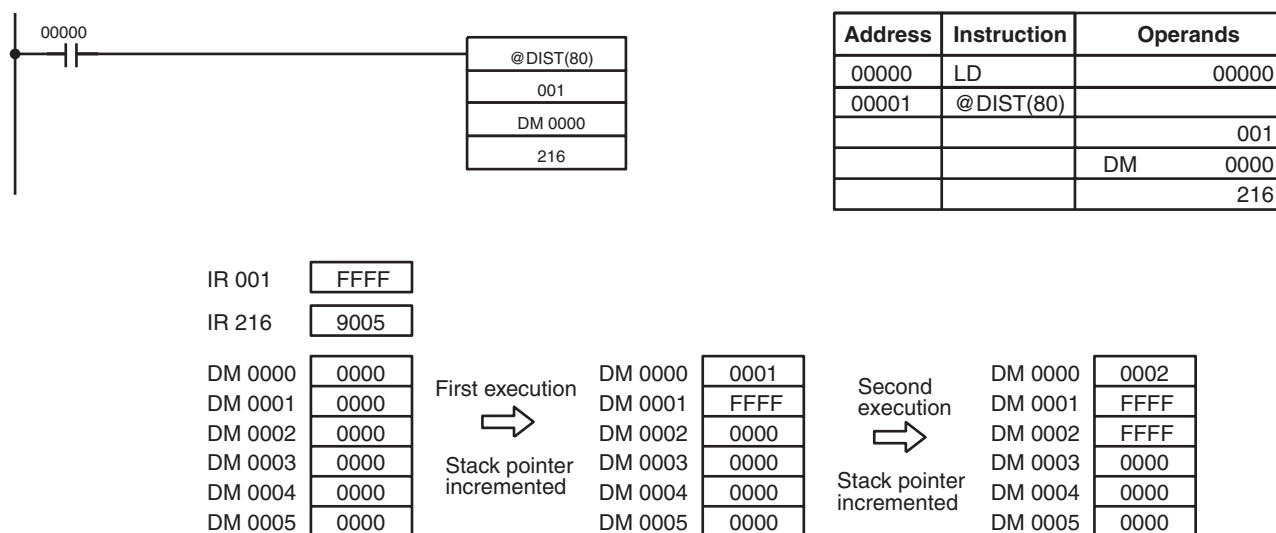 00000
@DIST(80)
001
DM 0000
216
Address Instruction Operands
00000 LD 00000
00001 @DIST(80)
001
DM 0000
216
IR 001 FFFF
IR 216 9005
DM 0000 0000
DM 0001 0000
DM 0002 0000
DM 0003 0000
DM 0004 0000
DM 0005 0000
First execution
Stack pointer
incremented
DM 0000 0001
DM 0001 FFFF
DM 0002 0000
DM 0003 0000
DM 0004 0000
DM 0005 0000
Second
execution
Stack pointer
incremented
DM 0000 0002
DM 0001 FFFF
DM 0002 FFFF
DM 0003 0000
DM 0004 0000
DM 0005 0000